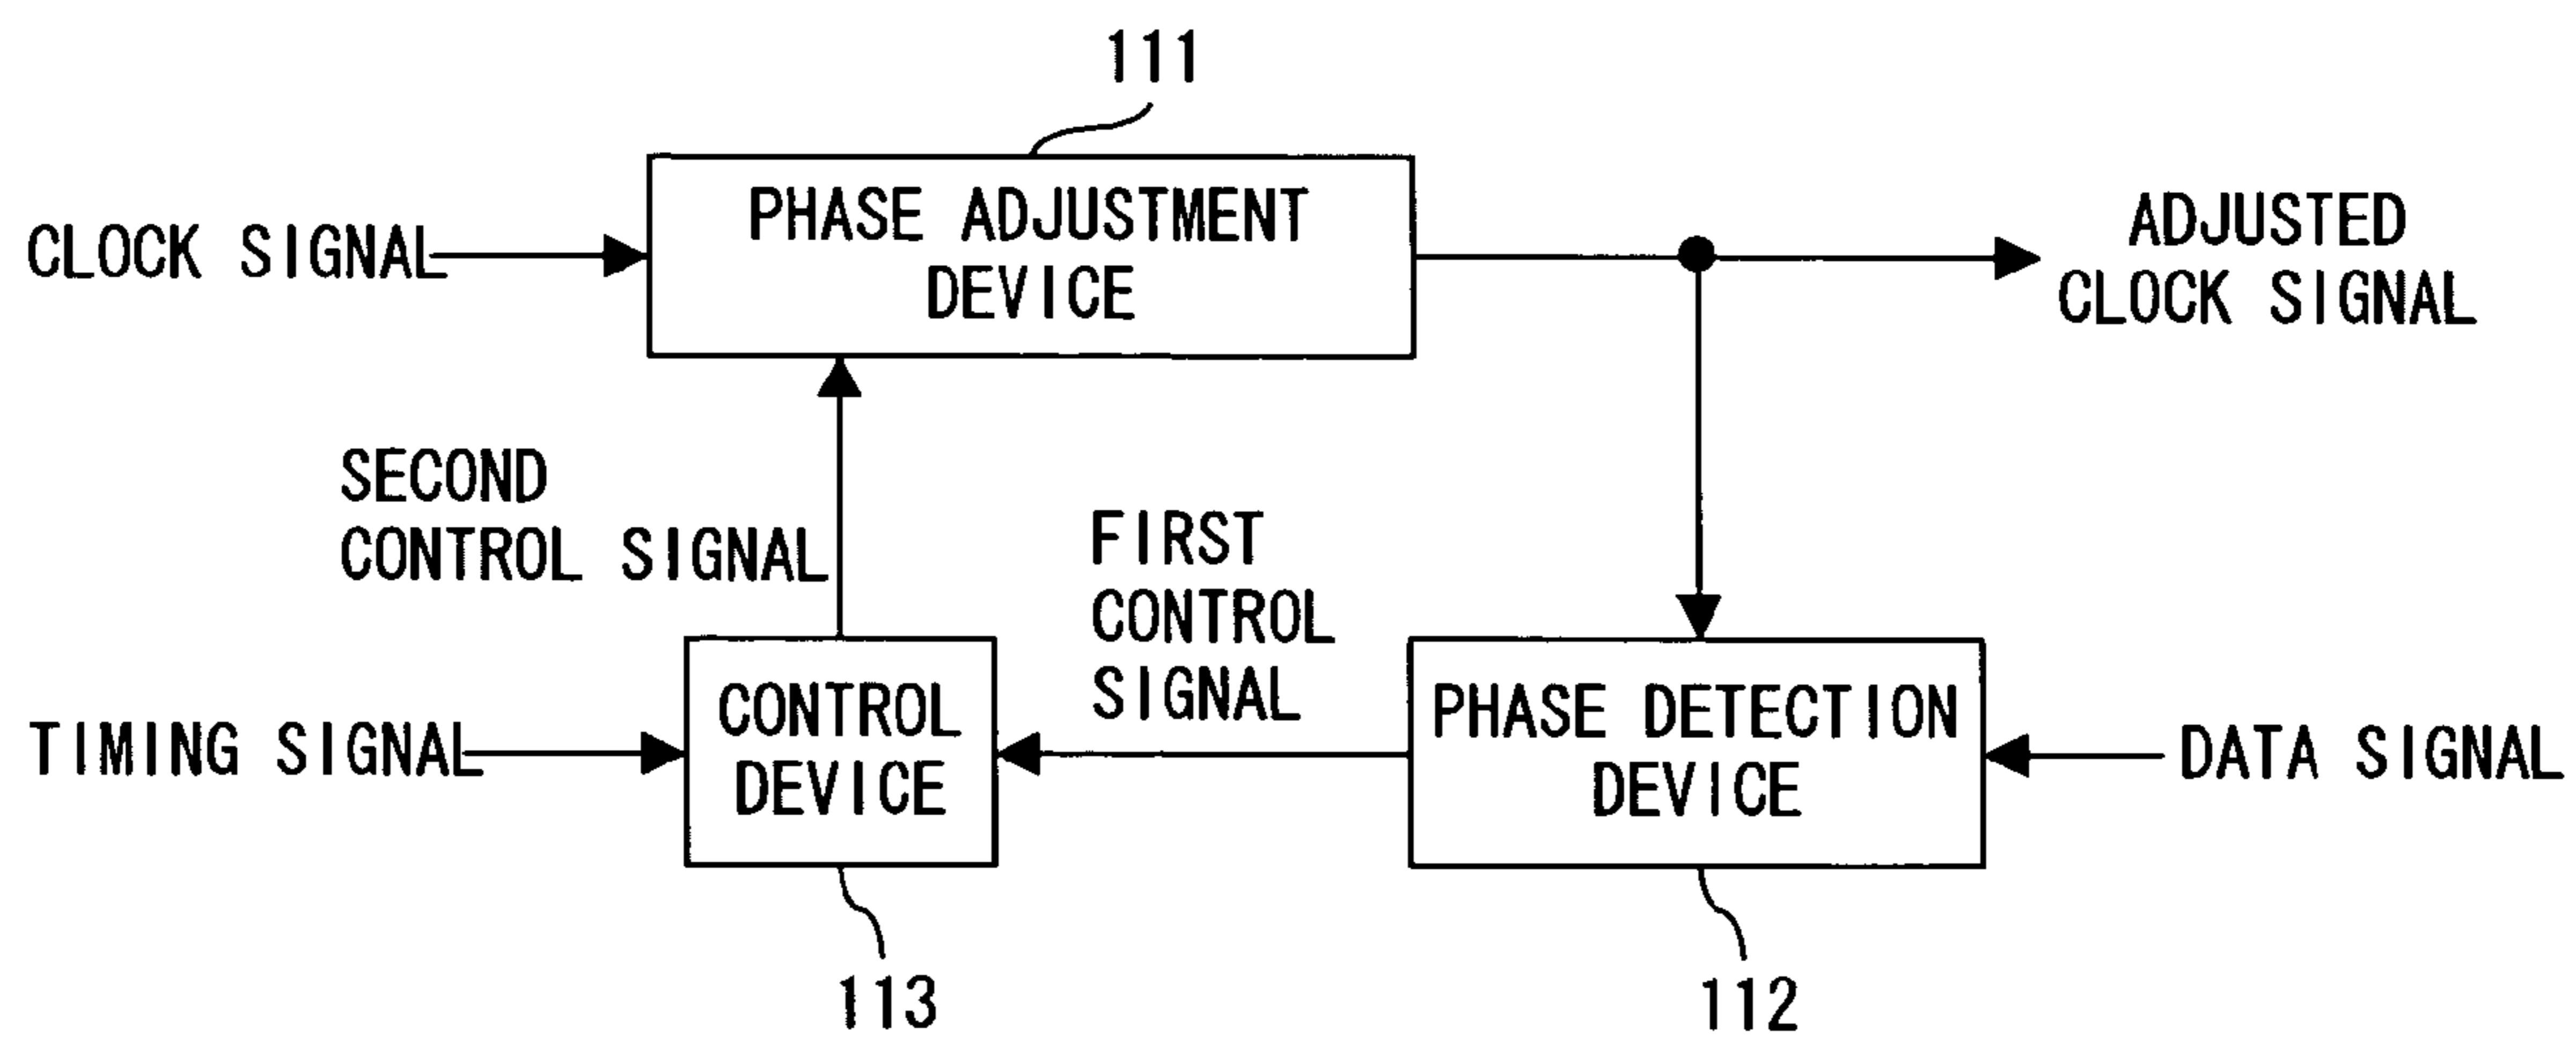 111
PHASE ADJUSTMENT
DEVICE
CLOCK SIGNAL
ADJUSTED
CLOCK SIGNAL
SECOND
CONTROL SIGNAL
FIRST
CONTROL
SIGNAL
TIMING SIGNAL
CONTROL
DEVICE
PHASE DETECTION
DEVICE
DATA SIGNAL
113
112